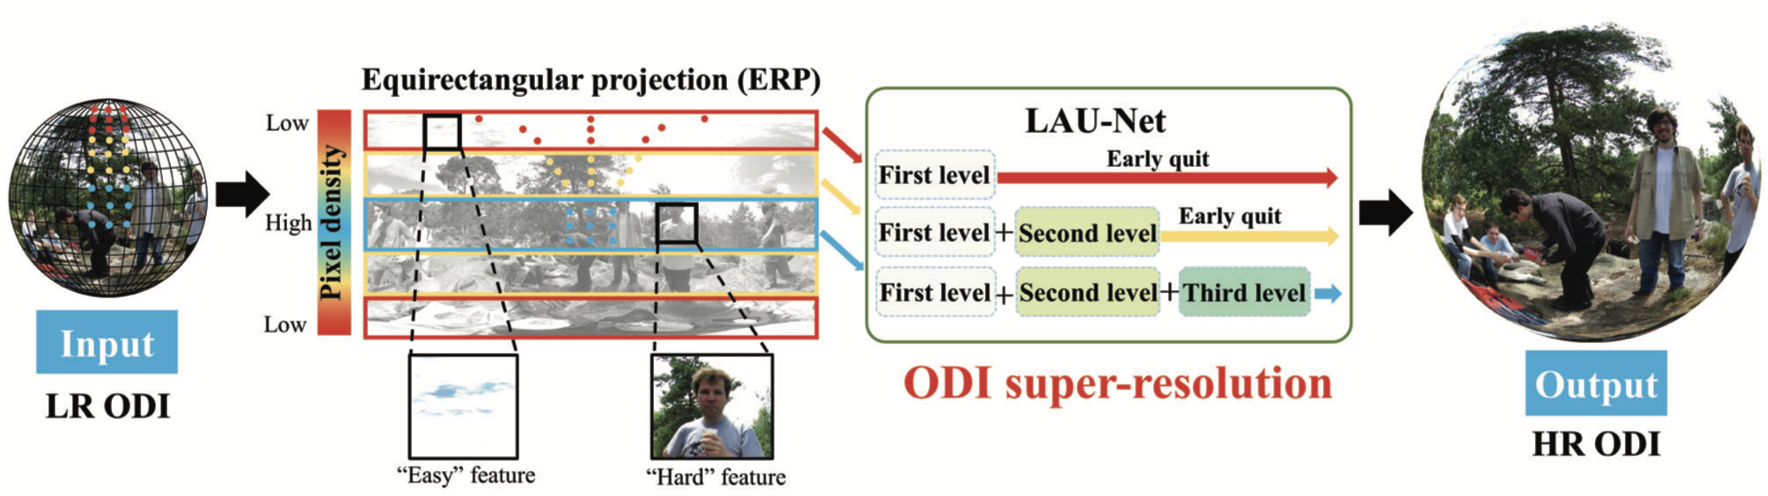 Equirectangular projection (ERP)
Low
High
Low
Pixel density
Input
LR ODI
"Easy" feature
"Hard" feature
LAU-Net
First level
Early quit
First level + Second level
Early quit
First level + Second level + Third level
ODI super-resolution
Output
HR ODI